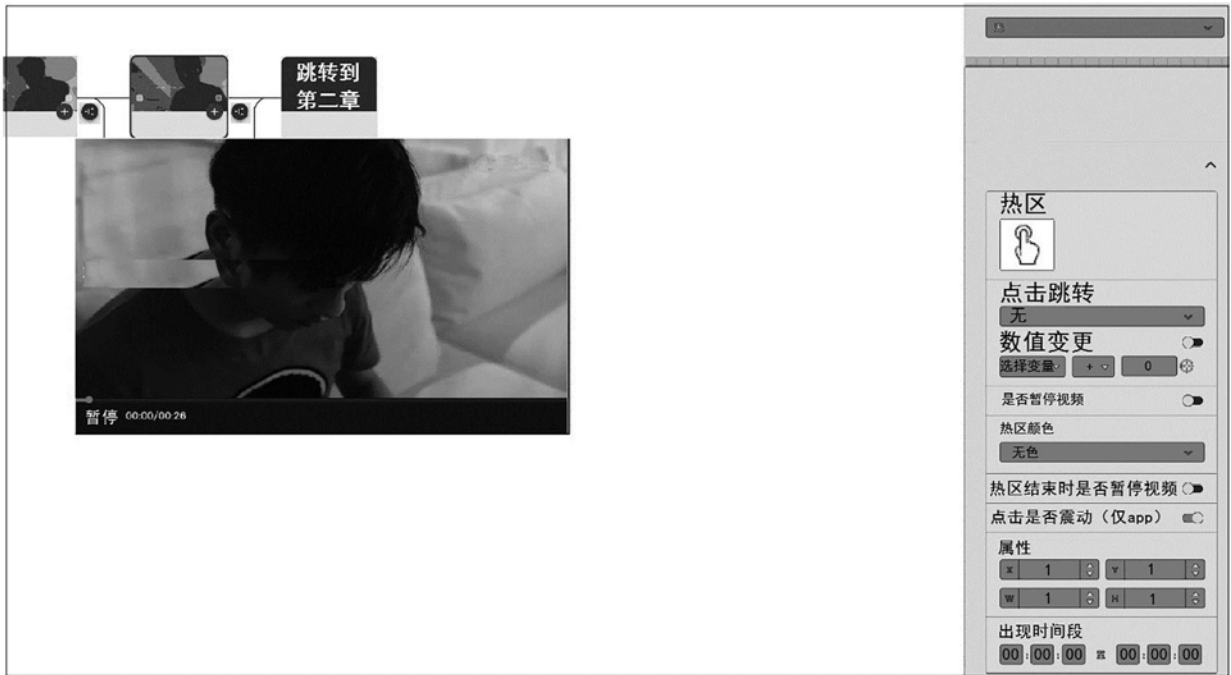 跳转到
第二章
暂停 00:00/00:26
热区
点击跳转
无
数值变更
选择变量 + 0
是否暂停视频
热区颜色
无色
热区结束时是否暂停视频
点击是否震动（仅app）
属性
X 1 Y 1
W 1 H 1
出现时间段
00:00:00 00:00:00